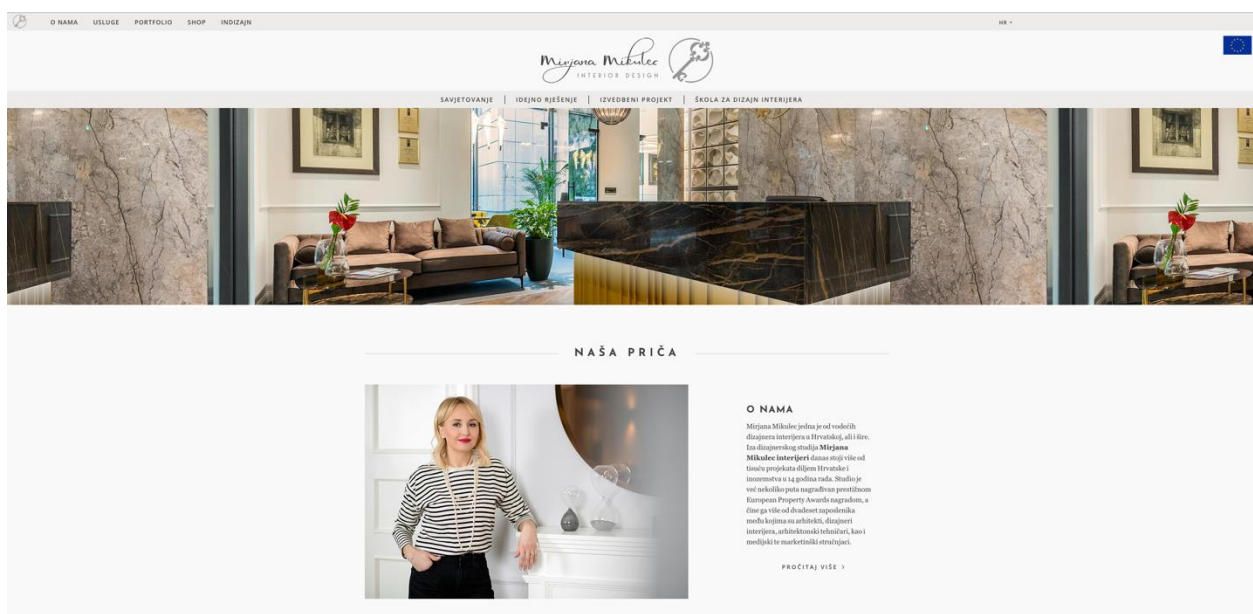 O NAMA USLUGE PORTFOLIO SHOP INDIZAJN HR
Mirjana Mikulec
INTERIOR DESIGN
SAVJETOVANJE | IDEJNO RJEŠENJE | IZVEDBENI PROJEKT | ŠKOLA ZA DIZAJN INTERIJERA
NAŠA PRIČA
O NAMA
Mirjana Mikulec jedna je od vodećih
dizajnera interijera u Hrvatskoj, ali i šire.
Iza dizajnerskog studija Mirjana
Mikulec interijeri danas stoji više od
tisuću projekata diljem Hrvatske i
inozemstva u 14 godina rada. Studio je
već nekoliko puta nagrađivan prestižnom
European Property Awards nagradom, a
čine ga više od dvadeset zaposlenika
među kojima su arhitekti, dizajneri
interijera, arhitektonski tehničari, kao i
medijski te marketinški stručnjaci.
PROČITAJ VIŠE >